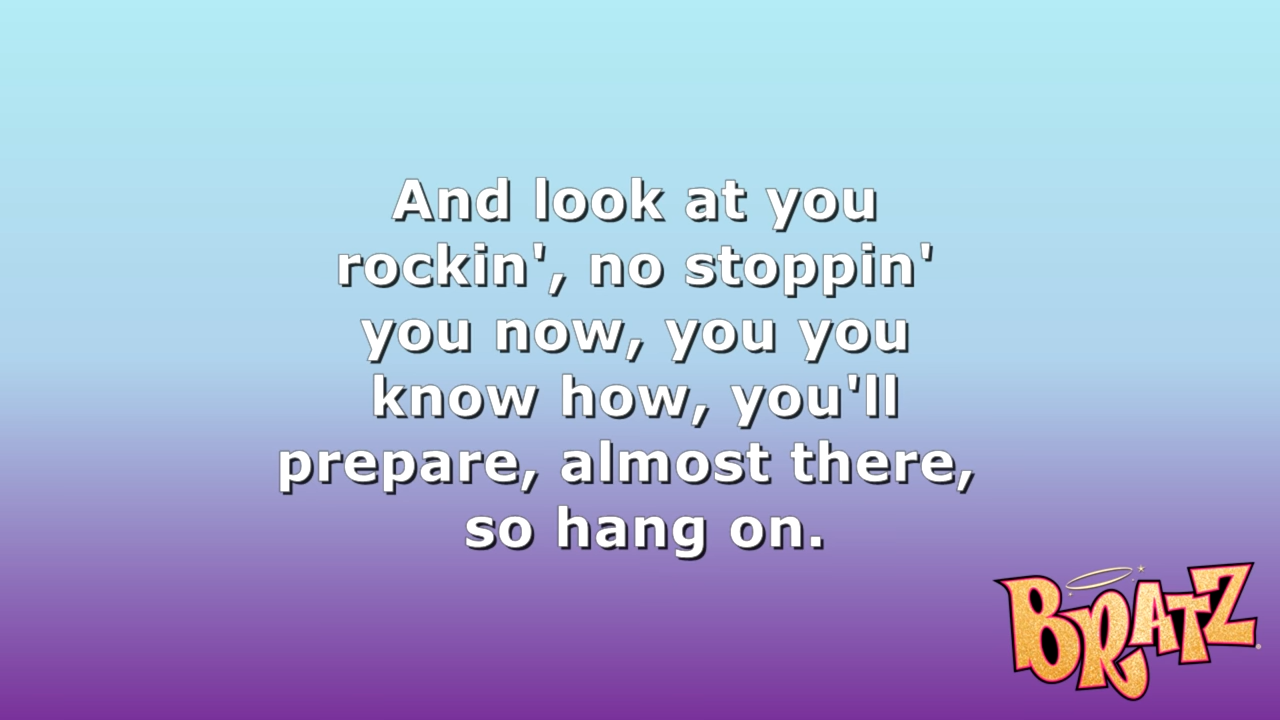 And look at you
rockin', no stoppin'
you now, you you
know how, you'll
prepare, almost there,
so hang on.
BRATZ